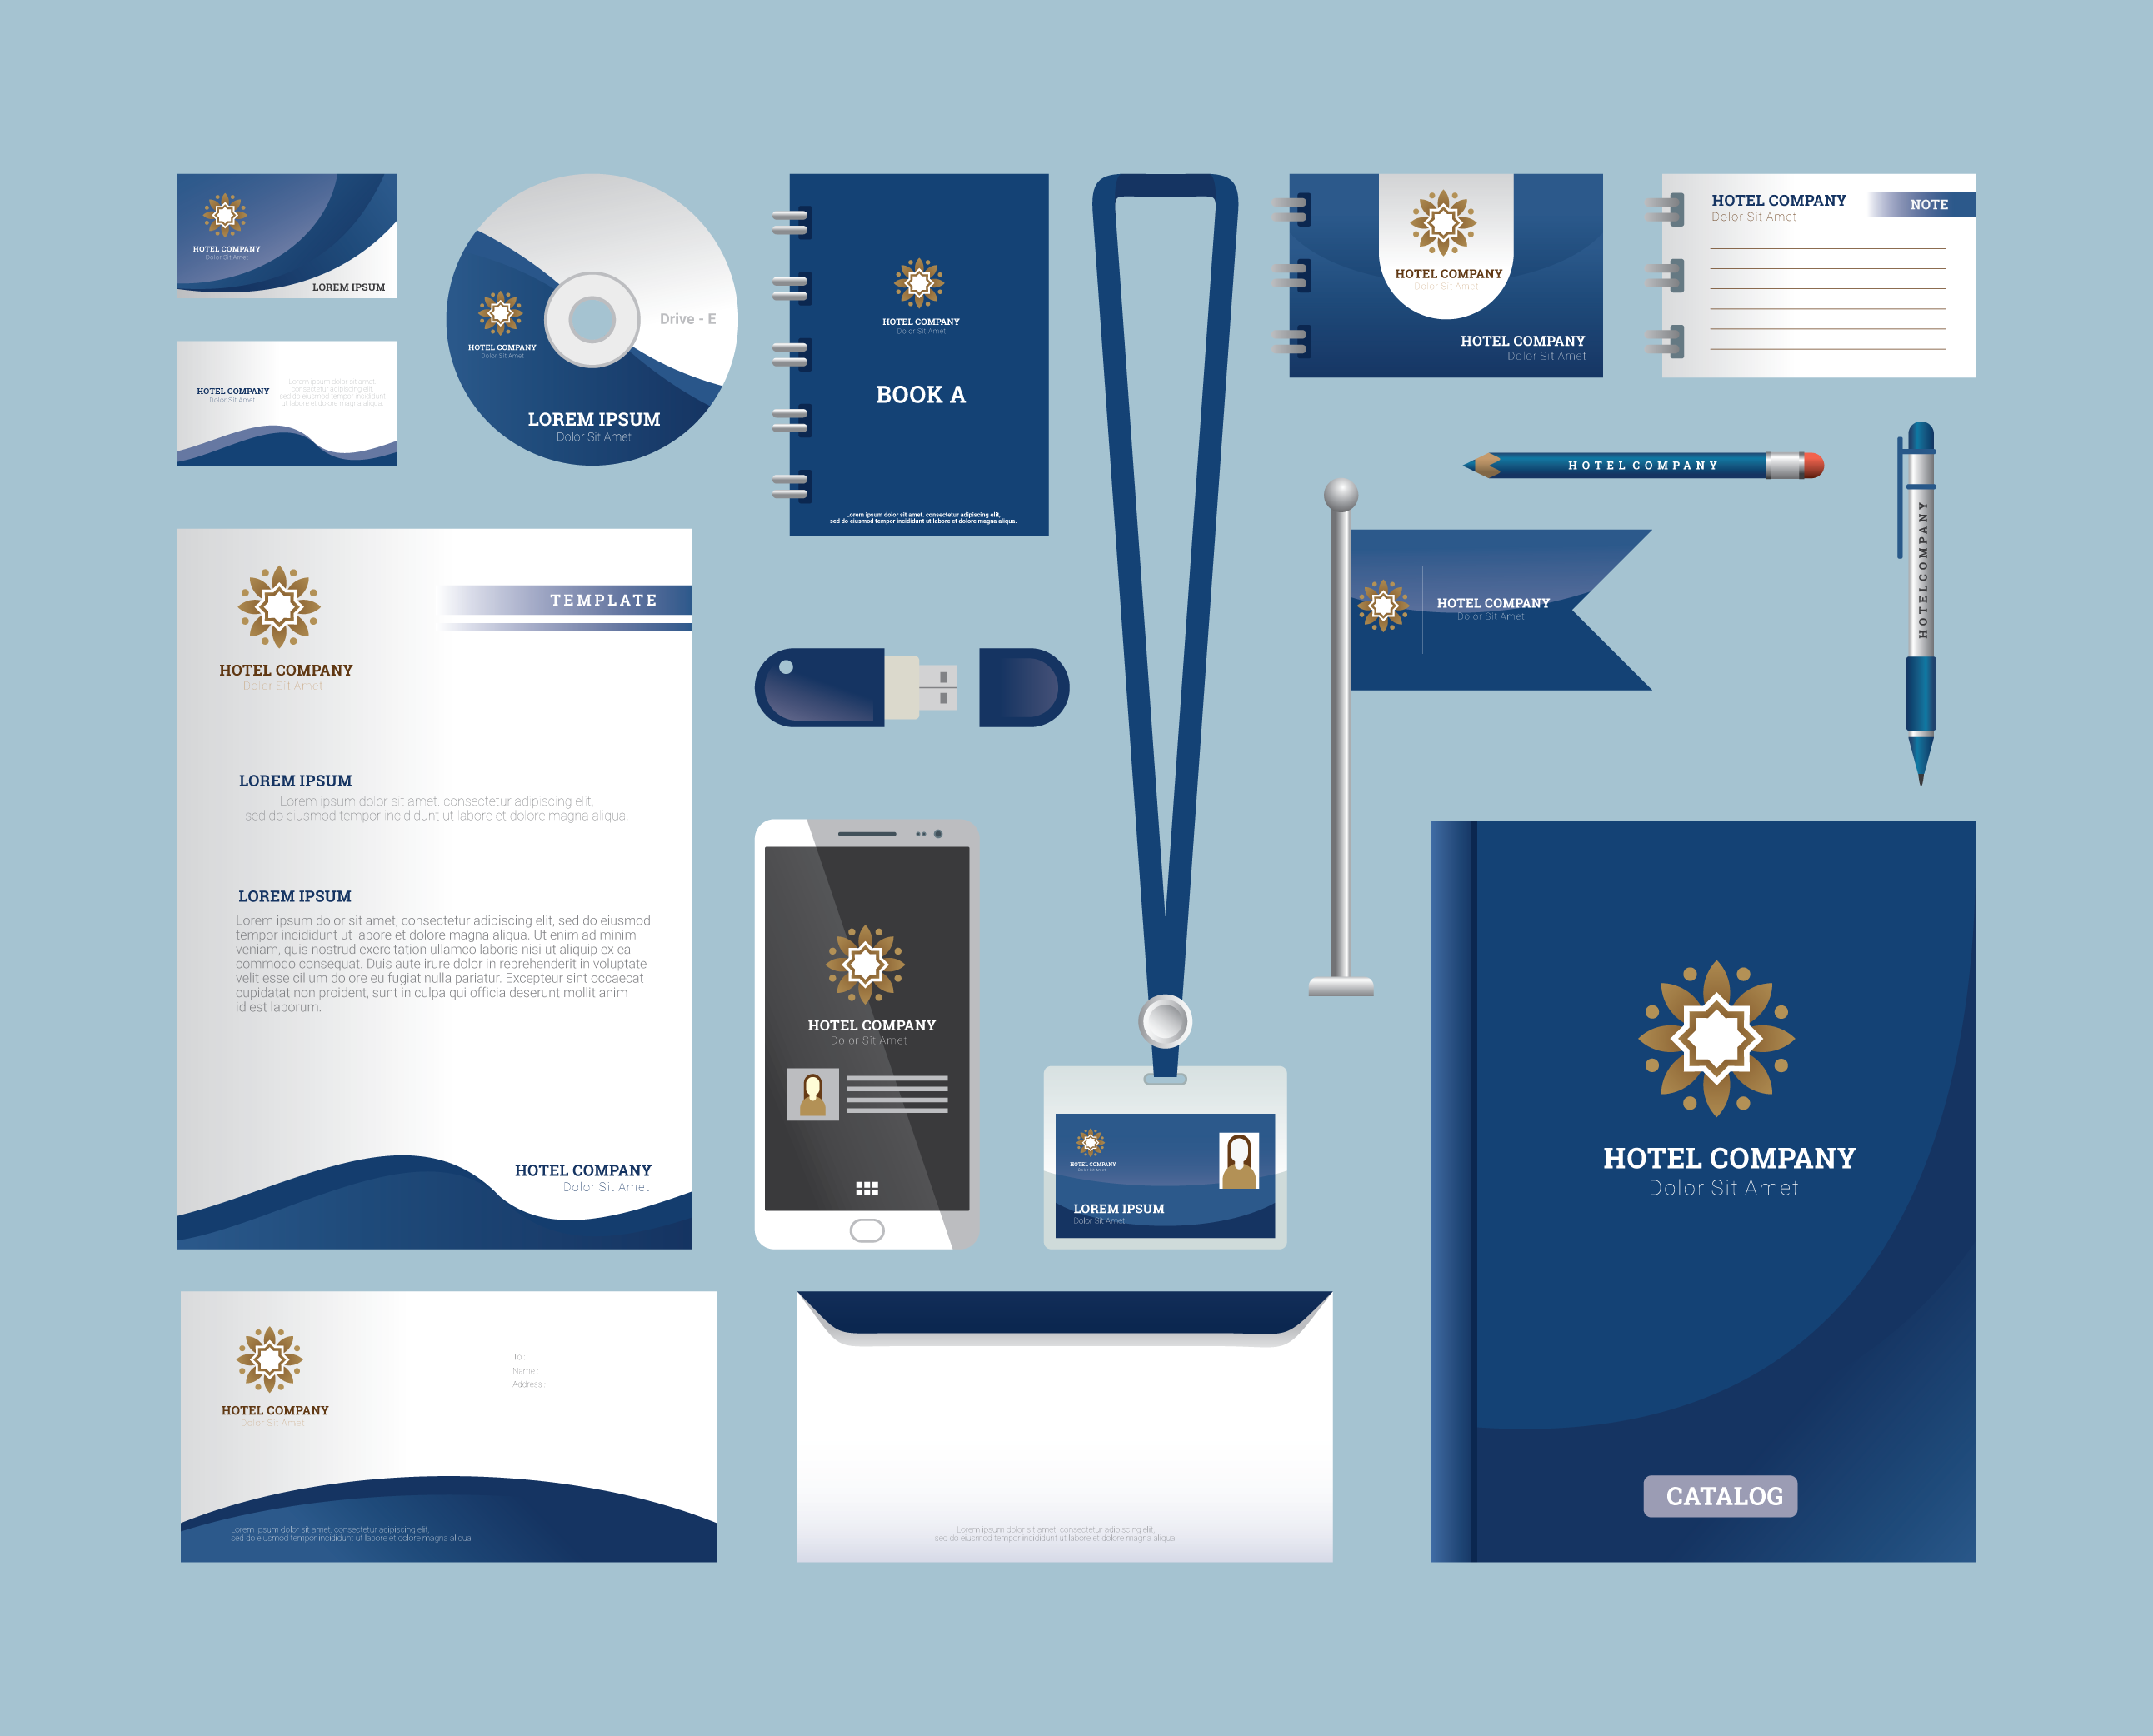 HOTEL COMPANY
Dolor Sit Amet
LOREM IPSUM
HOTEL COMPANY
Dolor Sit Amet
Lorem ipsum dolor sit amet.
consectetur adipiscing elit,
sed do eiusmod tempor incididunt
ut labore et dolore magna aliqua.
Drive - E
HOTEL COMPANY
Dolor Sit Amet
LOREM IPSUM
Dolor Sit Amet
HOTEL COMPANY
Dolor Sit Amet
BOOK A
Lorem ipsum dolor sit amet. consectetur adipiscing elit,
sed do eiusmod tempor incididunt ut labore et dolore magna aliqua.
HOTEL COMPANY
Dolor Sit Amet
HOTEL COMPANY
Dolor Sit Amet
HOTEL COMPANY
Dolor Sit Amet
NOTE
HOTEL COMPANY
HOTEL COMPANY
HOTEL COMPANY
Dolor Sit Amet
TEMPLATE
HOTEL COMPANY
Dolor Sit Amet
LOREM IPSUM
Lorem ipsum dolor sit amet. consectetur adipiscing elit,
sed do eiusmod tempor incididunt ut labore et dolore magna aliqua.
LOREM IPSUM
Lorem ipsum dolor sit amet, consectetur adipiscing elit, sed do eiusmod
tempor incididunt ut labore et dolore magna aliqua. Ut enim ad minim
veniam, quis nostrud exercitation ullamco laboris nisi ut aliquip ex ea
commodo consequat. Duis aute irure dolor in reprehenderit in voluptate
velit esse cillum dolore eu fugiat nulla pariatur. Excepteur sint occaecat
cupidatat non proident, sunt in culpa qui officia deserunt mollit anim
id est laborum.
HOTEL COMPANY
Dolor Sit Amet
HOTEL COMPANY
Dolor Sit Amet
HOTEL COMPANY
Dolor Sit Amet
LOREM IPSUM
Dolor Sit Amet
HOTEL COMPANY
Dolor Sit Amet
CATALOG
HOTEL COMPANY
Dolor Sit Amet
To :
Name :
Address :
Lorem ipsum dolor sit amet, consectetur adipiscing elit,
sed do eiusmod tempor incididunt ut labore et dolore magna aliqua.
Lorem ipsum dolor sit amet, consectetur adipiscing elit,
sed do eiusmod tempor incididunt ut labore et dolore magna aliqua.